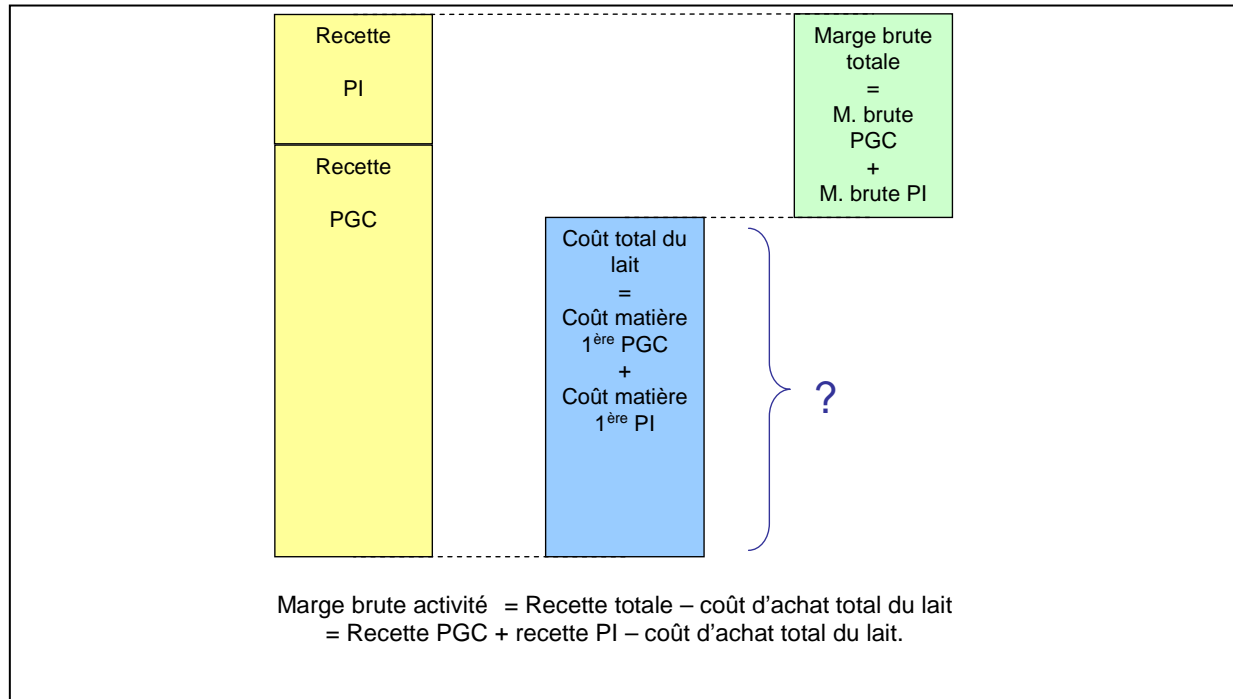 Recette
PI
Recette
PGC
Coût total du
lait
=
Coût matière
1ère PGC
+
Coût matière
1ère PI
Marge brute
totale
=
M. brute
PGC
+
M. brute PI
?
Marge brute activité = Recette totale – coût d’achat total du lait
= Recette PGC + recette PI – coût d’achat total du lait.